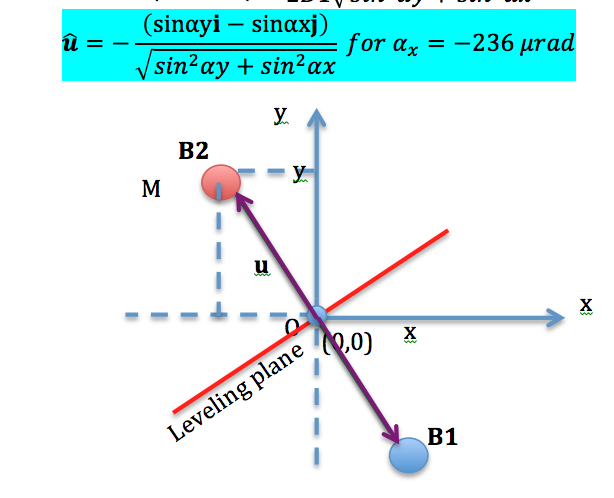 û = − (sinαyi − sinαxj) / √sin²αy + sin²αx for αₓ = −236 μrad
y
B2
y
M
u
x
O (0,0) x
Leveling plane
B1